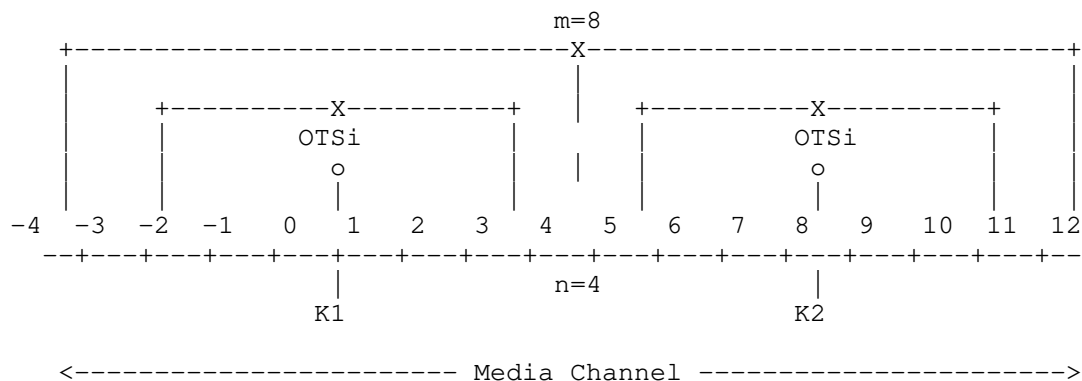 m=8
+-------------------------------X-------------------------------+
|                               |                               |
|     +----------X----------+   |   +----------X----------+     |
|     |        OTSi         |       |        OTSi         |     |
|     |          o          |   |   |          o          |     |
|     |          |          |       |          |          |     |
-4 -3 -2 -1 0 1 2 3 4 5 6 7 8 9 10 11 12
--+---+---+---+---+---+---+---+---+---+---+---+---+---+---+---+--
| n=4 |
K1 K2
<------------------------ Media Channel ----------------------->